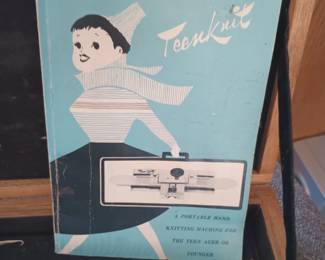 Teenknit
A PORTABLE HAND
KNITTING MACHINE FOR
THE TEEN AGER OR
YOUNGER